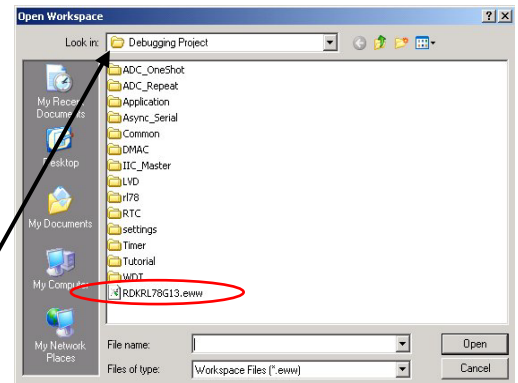 Open Workspace
Look in: Debugging Project
My Recent
Documents
Desktop
My Documents
My Computer
My Network
Places
ADC_OneShot
ADC_Repeat
Application
Async_Serial
Common
DMAC
IIC_Master
LVD
rl78
RTC
settings
Timer
Tutorial
WDT
RDKRL78G13.eww
File name:
Open
Files of type: Workspace Files (*.eww)
Cancel